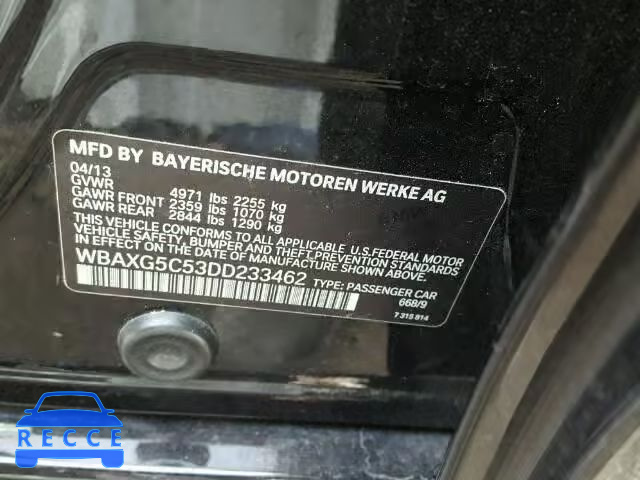 MFD BY BAYERISCHE MOTOREN WERKE AG
04/13
GVWR 4971 lbs 2255 kg
GAWR FRONT 2359 lbs 1070 kg
GAWR REAR 2844 lbs 1290 kg
THIS VEHICLE CONFORMS TO ALL APPLICABLE U.S.FEDERAL MOTOR
VEHICLE SAFETY, BUMPER AND THEFT PREVENTION STANDARDS
IN EFFECT ON THE DATE OF MANUFACTURE SHOWN ABOVE.
WBAXG5C53DD233462 TYPE: PASSENGER CAR
668/9
7 315 814
RECCE